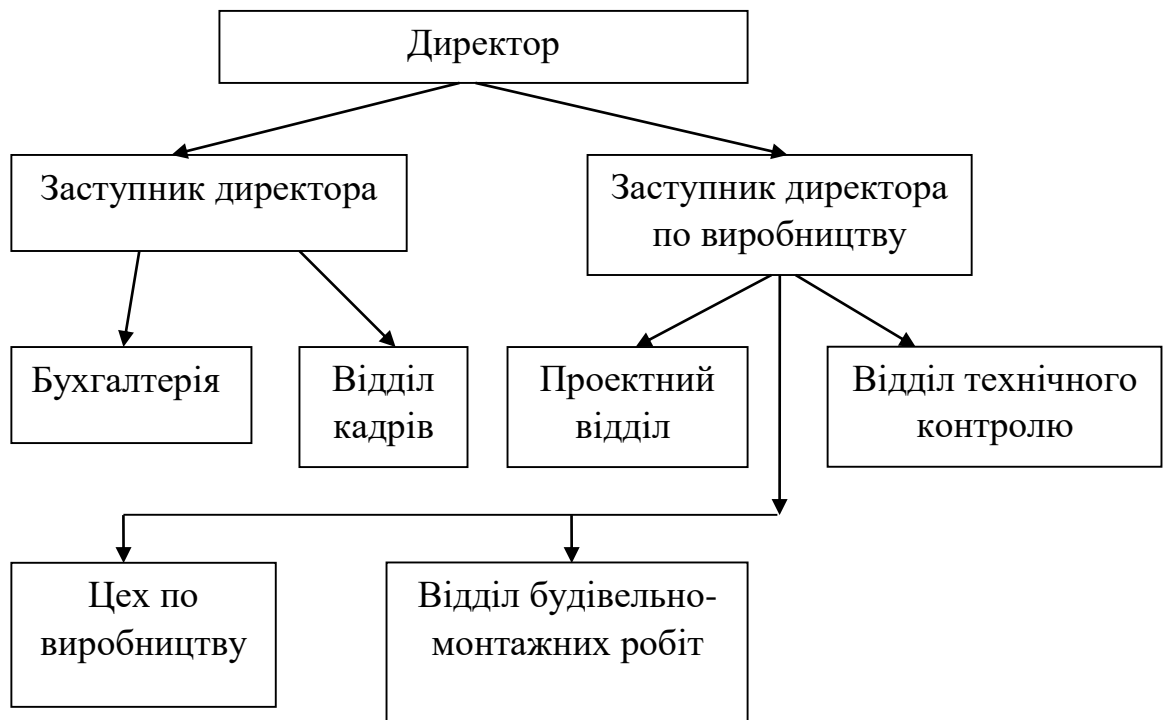 Директор
Заступник директора
Заступник директора
по виробництву
Бухгалтерія
Відділ
кадрів
Проектний
відділ
Відділ технічного
контролю
Цех по
виробництву
Відділ будівельно-
монтажних робіт